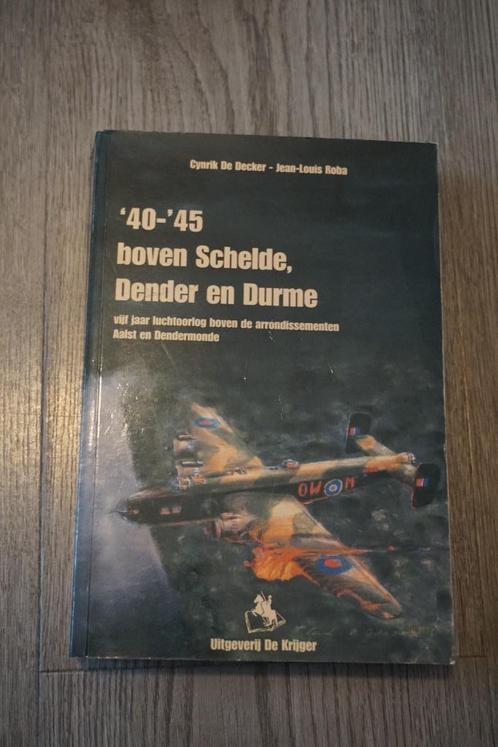 Cynrik De Decker - Jean-Louis Roba
'40-'45
boven Schelde,
Dender en Durme
vijf jaar luchtoorlog boven de arrondissementen
Aalst en Dendermonde
OW M
Uitgeverij De Krijger